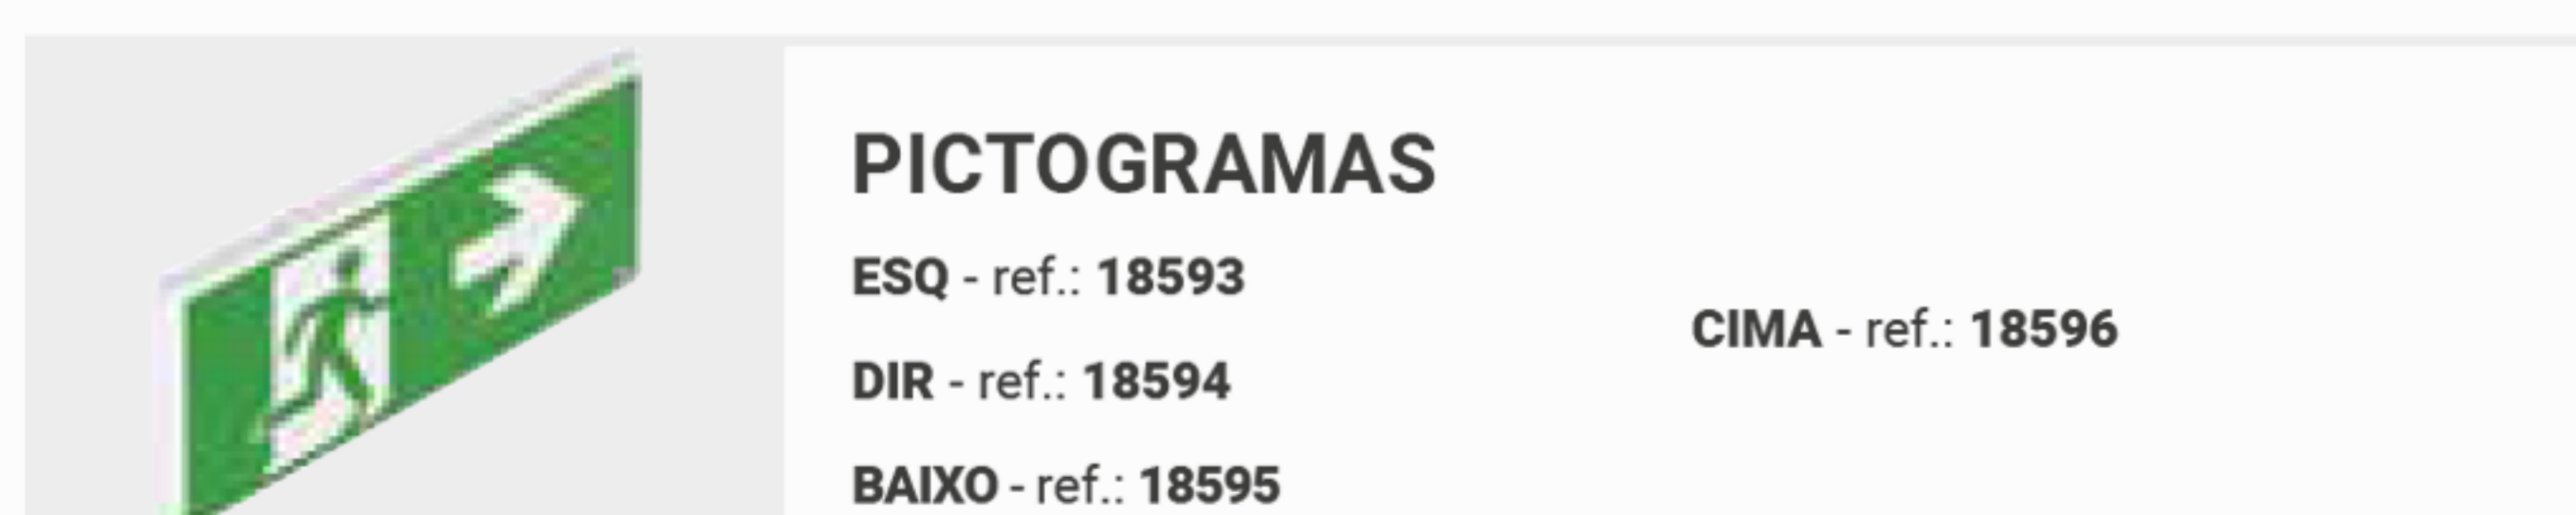 PICTOGRAMAS
ESQ - ref.: 18593
DIR - ref.: 18594
BAIXO - ref.: 18595
CIMA - ref.: 18596